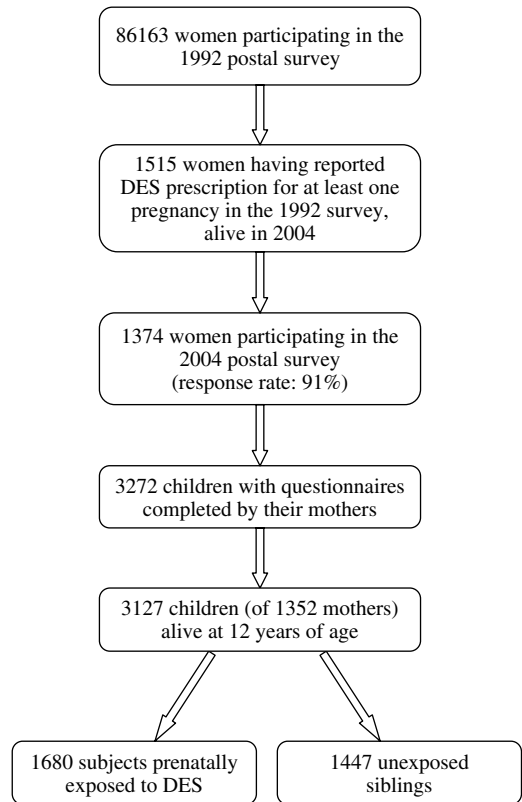 86163 women participating in the
1992 postal survey
1515 women having reported
DES prescription for at least one
pregnancy in the 1992 survey,
alive in 2004
1374 women participating in the
2004 postal survey
(response rate: 91%)
3272 children with questionnaires
completed by their mothers
3127 children (of 1352 mothers)
alive at 12 years of age
1680 subjects prenatally
exposed to DES
1447 unexposed
siblings